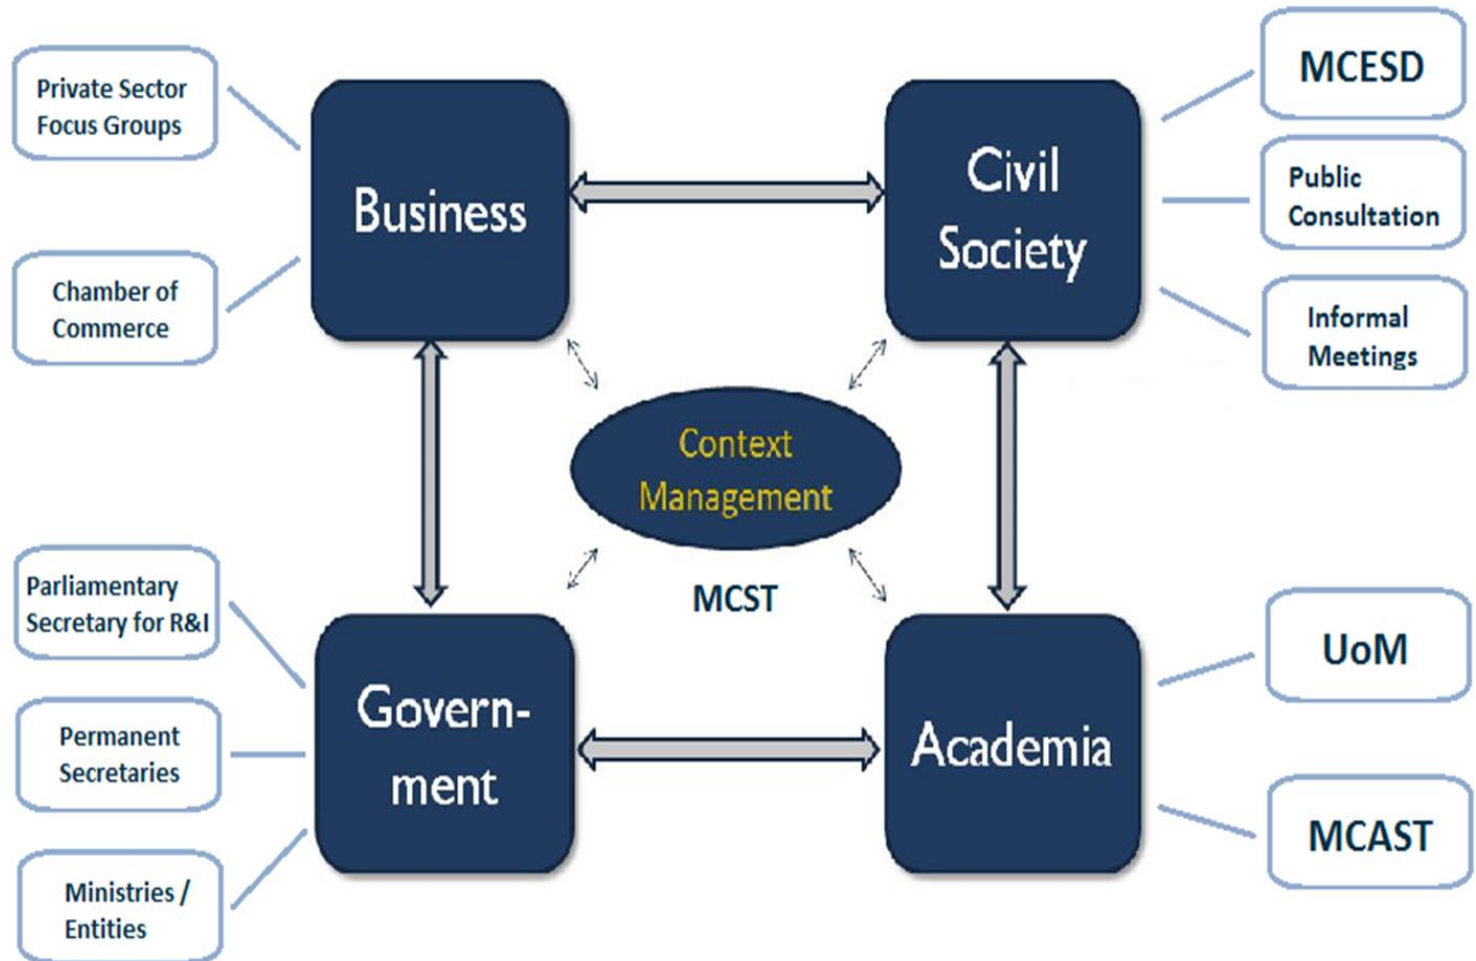 Private Sector
Focus Groups
Chamber of
Commerce
Business
Civil
Society
MCESD
Public
Consultation
Informal
Meetings
Context
Management
MCST
Parliamentary
Secretary for R&I
Permanent
Secretaries
Ministries /
Entities
Govern-
ment
Academia
UoM
MCAST